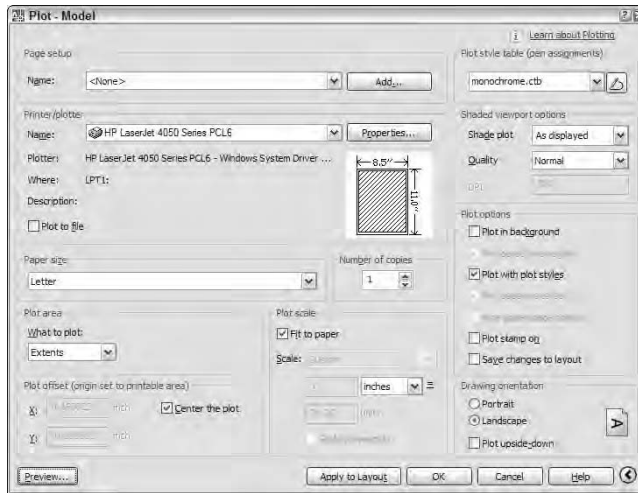 Plot - Model
i Learn about Plotting
Page setup
Name: <None> Add...
Plot style table (pen assignments)
monochrome.ctb
Printer/plotter
Name: HP LaserJet 4050 Series PCL6 Properties...
Plotter: HP LaserJet 4050 Series PCL6 - Windows System Driver ...
Where: LPT1:
Description:
Plot to file
8.5"
11.0"
Shaded viewport options
Shade plot As displayed
Quality Normal
DPI
Paper size
Letter
Number of copies
1
Plot options
Plot in background
Plot with plot styles
Plot stamp on
Save changes to layout
Plot area
What to plot:
Extents
Plot scale
Fit to paper
Scale:
inches =
Plot offset (origin set to printable area)
X: inch Center the plot
Y: inch
Drawing orientation
Portrait
Landscape
Plot upside-down
A
Preview... Apply to Layout OK Cancel Help